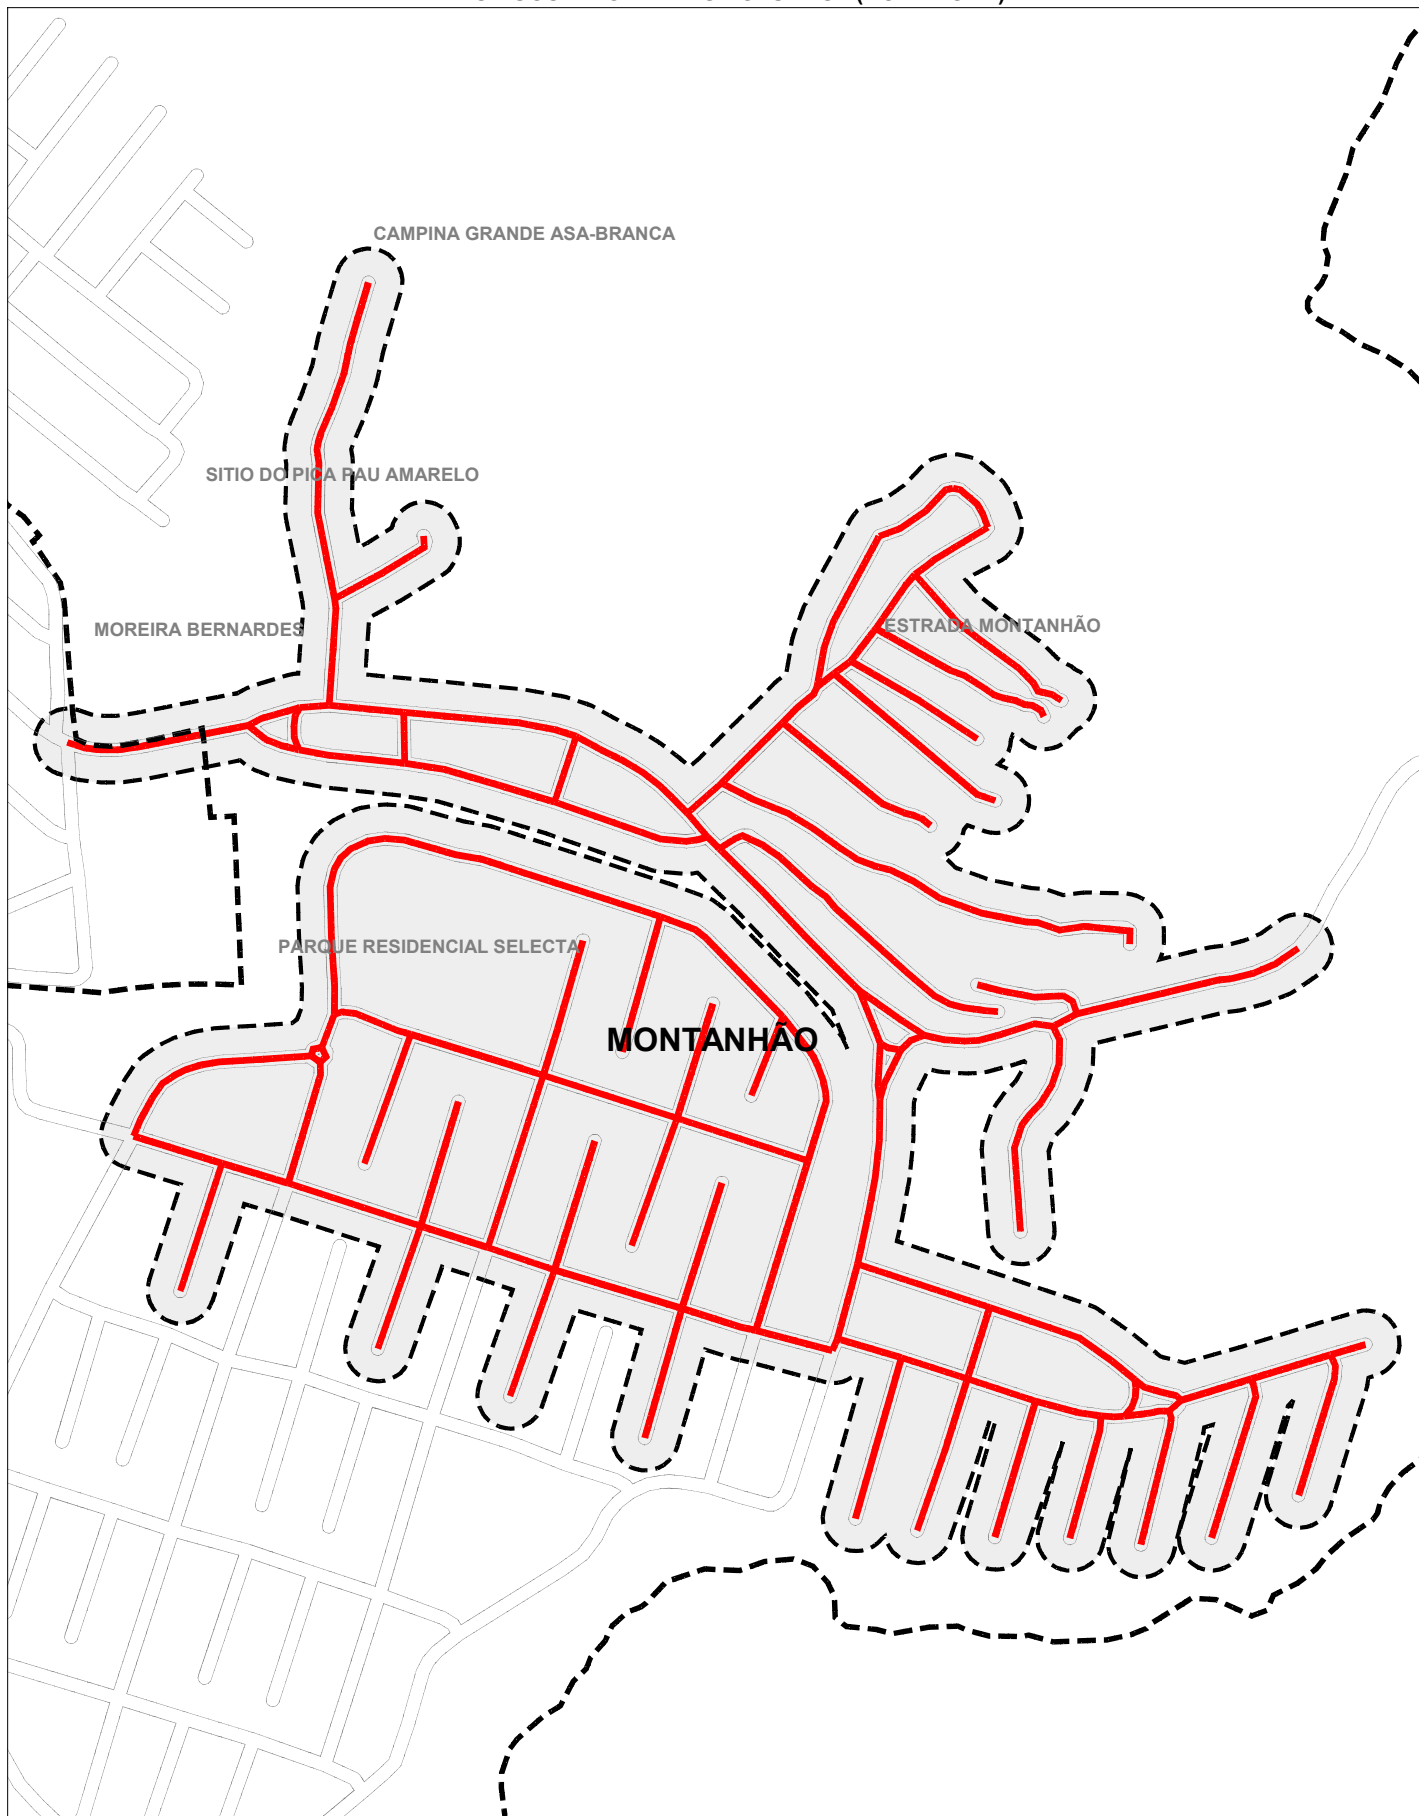 CAMPINA GRANDE ASA-BRANCA
SITIO DO PICA PAU AMARELO
MOREIRA BERNARDES
ESTRADA MONTANHÃO
PARQUE RESIDENCIAL SELECTA
MONTANHÃO